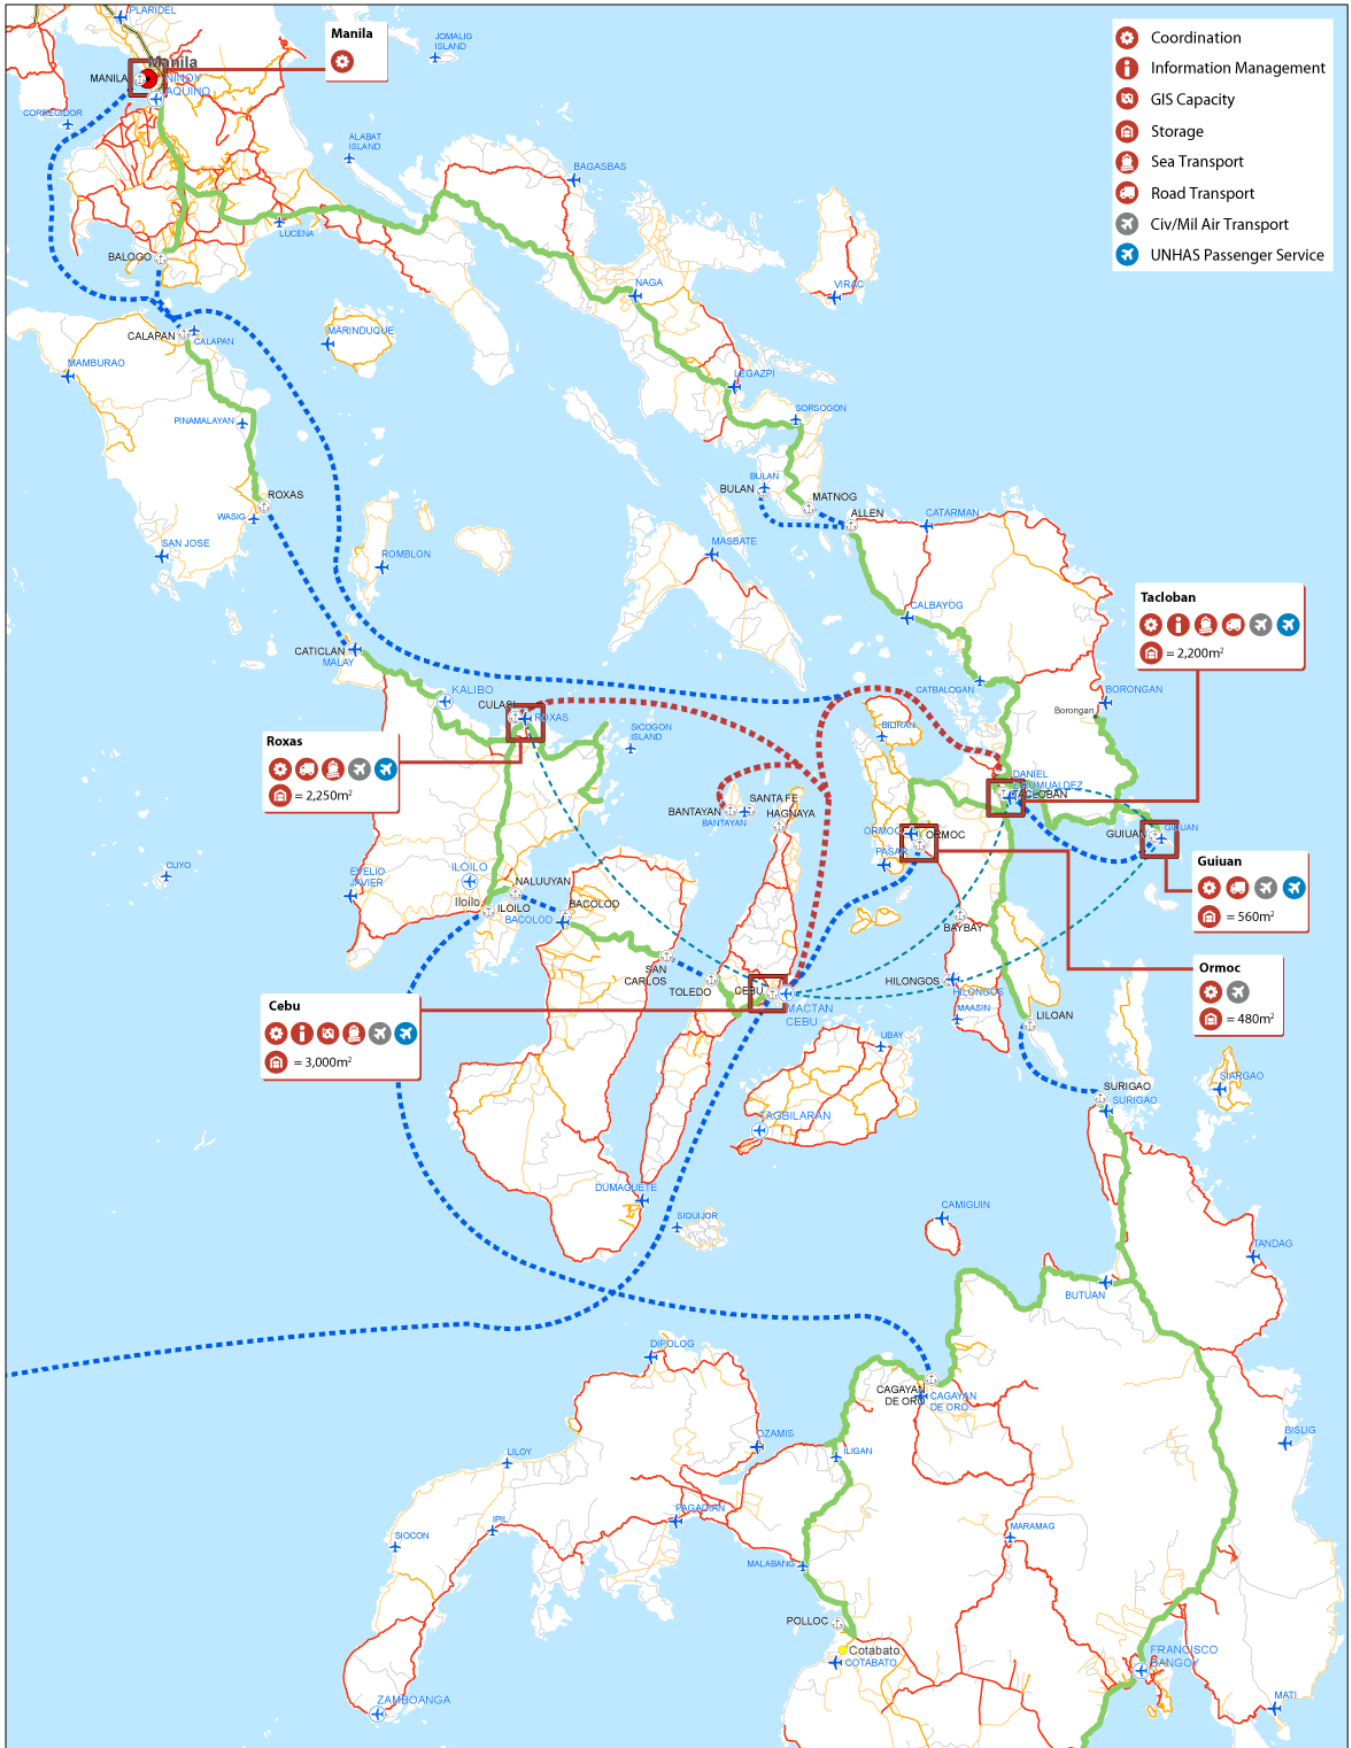 PLARIDEL
Manila
JOMALIG
ISLAND
Coordination
Information Management
GIS Capacity
Storage
Sea Transport
Road Transport
Civ/Mil Air Transport
UNHAS Passenger Service
Manila
MANILA
NINOY
AQUINO
CORREGIDOR
ALABAT
ISLAND
BAGASBAS
LUCENA
BALOGO
NAGA
VIRAC
CALAPAN
CALAPAN
MARINDUQUE
MAMBURAO
LEGAZPI
PINAMALAYAN
SORSOGON
BULAN
BULAN
ROXAS
MATNOG
WASIG
ALLEN
CATARMAN
SAN JOSE
ROMBLON
MASBATE
Tacloban
= 2,200m²
CALBAYOG
CATICLAN
MALAY
KALIBO
CATBALOGAN
BORONGAN
Borongan
CULASI
ROXAS
SICOGON
ISLAND
BILIRAN
Roxas
= 2,250m²
DANIEL
Z. ROMUALDEZ
TACLOBAN
SANTA FE
BANTAYAN
BANTAYAN
HAGNAYA
ORMOC
ORMOC
GUIUAN
GUIUAN
PASAR
Guiuan
= 560m²
CUYO
EVELIO
JAVIER
ILOILO
NALUUYAN
Iloilo
ILOILO
BACOLOD
BACOLOD
BAYBAY
SAN
CARLOS
TOLEDO
CEBU
MACTAN
CEBU
HILONGOS
HILONGOS
MAASIN
LILOAN
Ormoc
= 480m²
Cebu
= 3,000m²
UBAY
SURIGAO
SURIGAO
SIARGAO
TAGBILARAN
DUMAGUETE
SIQUIJOR
CAMIGUIN
TANDAG
BUTUAN
DIPOLOG
CAGAYAN
DE ORO
CAGAYAN
DE ORO
OZAMIS
ILIGAN
BISLIG
LILOY
PAGADIAN
IPIL
SIOCON
MARAMAG
MALABANG
POLLOC
Cotabato
COTABATO
FRANCISCO
BANGOY
ZAMBOANGA
MATI